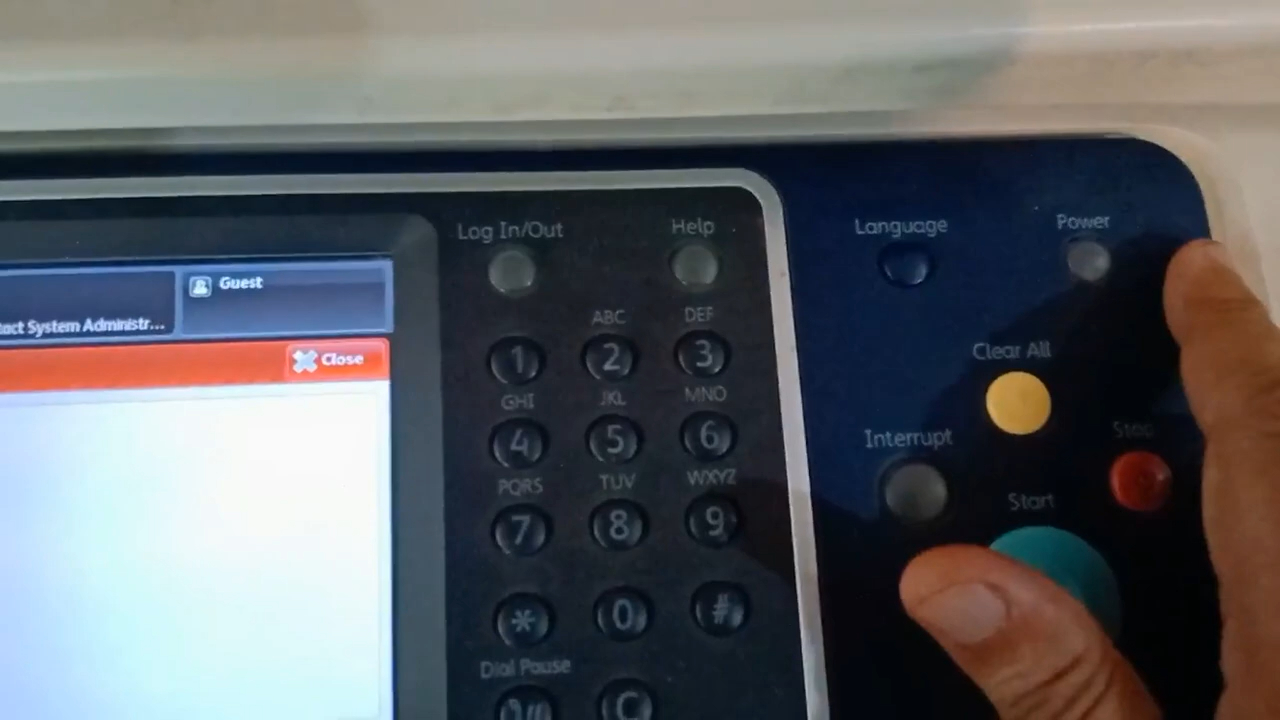 Log In/Out
Help
Language
Power
Guest
tact System Administr...
Close
ABC
DEF
1
2
3
GHI
JKL
MNO
4
5
6
PQRS
TUV
WXYZ
7
8
9
*
0
#
Dial Pause
C
Clear All
Interrupt
Stop
Start